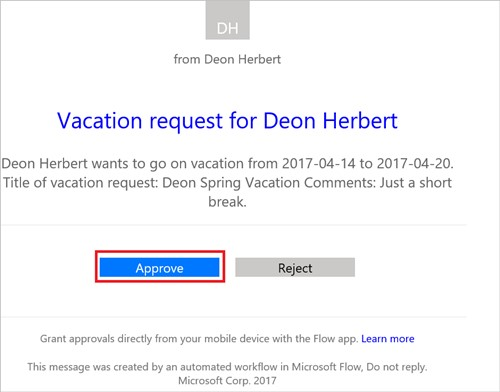 DH
from Deon Herbert
Vacation request for Deon Herbert
Deon Herbert wants to go on vacation from 2017-04-14 to 2017-04-20.
Title of vacation request: Deon Spring Vacation Comments: Just a short
break.
Approve
Reject
Grant approvals directly from your mobile device with the Flow app. Learn more
This message was created by an automated workflow in Microsoft Flow, Do not reply.
Microsoft Corp. 2017